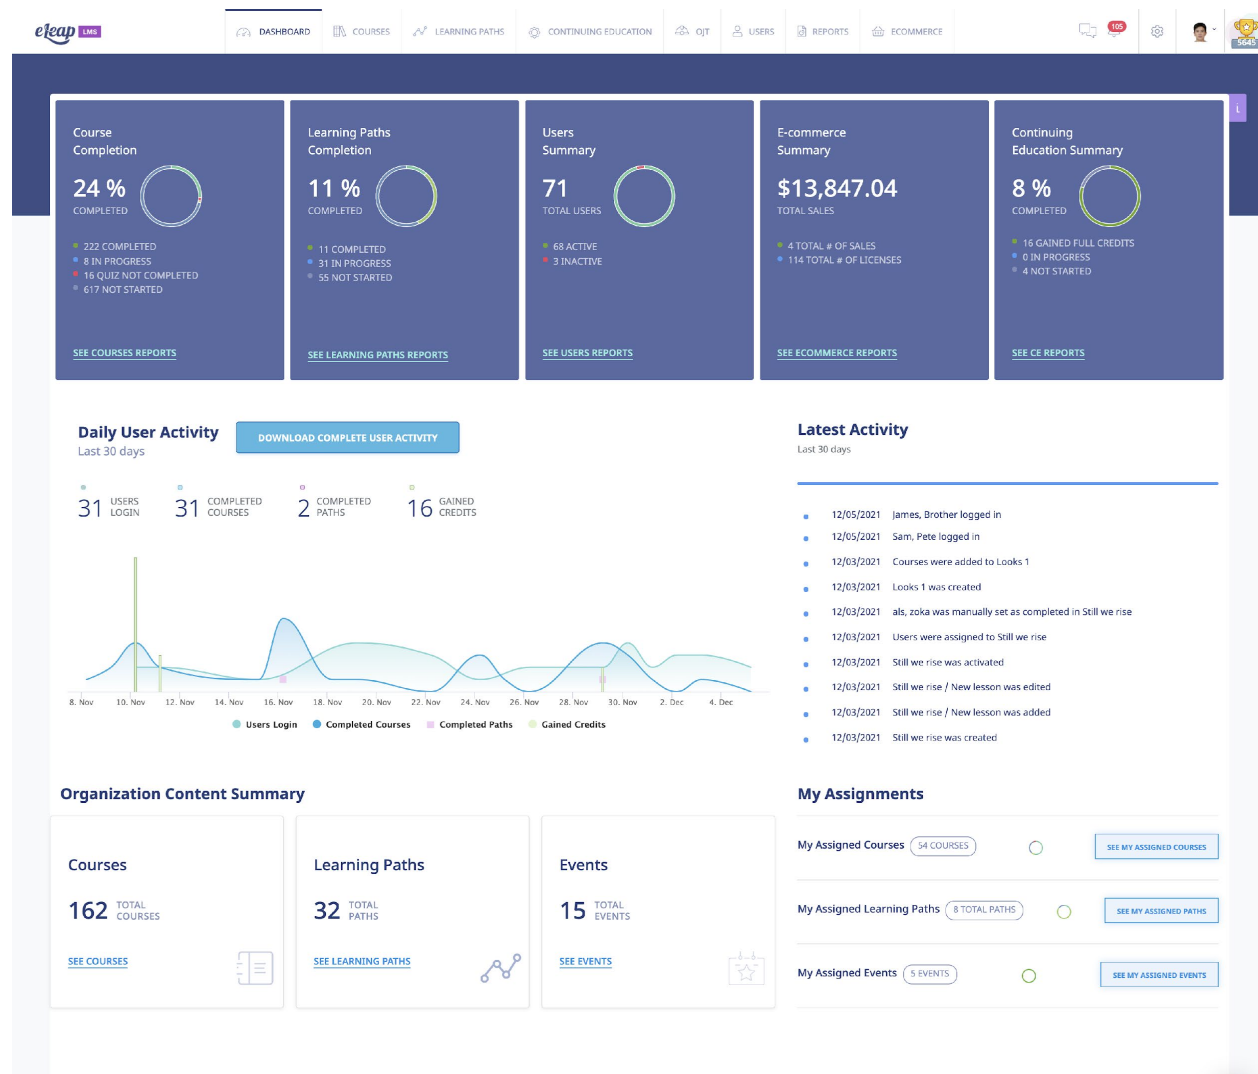 eleap LMS
DASHBOARD
COURSES
LEARNING PATHS
CONTINUING EDUCATION
OJT
USERS
REPORTS
ECOMMERCE
105
5645
i
Course
Completion
24 %
COMPLETED
222 COMPLETED
8 IN PROGRESS
16 QUIZ NOT COMPLETED
617 NOT STARTED
SEE COURSES REPORTS
Learning Paths
Completion
11 %
COMPLETED
11 COMPLETED
31 IN PROGRESS
55 NOT STARTED
SEE LEARNING PATHS REPORTS
Users
Summary
71
TOTAL USERS
68 ACTIVE
3 INACTIVE
SEE USERS REPORTS
E-commerce
Summary
$13,847.04
TOTAL SALES
4 TOTAL # OF SALES
114 TOTAL # OF LICENSES
SEE ECOMMERCE REPORTS
Continuing
Education Summary
8 %
COMPLETED
16 GAINED FULL CREDITS
0 IN PROGRESS
4 NOT STARTED
SEE CE REPORTS
Daily User Activity
Last 30 days
DOWNLOAD COMPLETE USER ACTIVITY
31 USERS LOGIN
31 COMPLETED COURSES
2 COMPLETED PATHS
16 GAINED CREDITS
8. Nov 10. Nov 12. Nov 14. Nov 16. Nov 18. Nov 20. Nov 22. Nov 24. Nov 26. Nov 28. Nov 30. Nov 2. Dec 4. Dec
Users Login Completed Courses Completed Paths Gained Credits
Latest Activity
Last 30 days
12/05/2021 James, Brother logged in
12/05/2021 Sam, Pete logged in
12/03/2021 Courses were added to Looks 1
12/03/2021 Looks 1 was created
12/03/2021 als, zoka was manually set as completed in Still we rise
12/03/2021 Users were assigned to Still we rise
12/03/2021 Still we rise was activated
12/03/2021 Still we rise / New lesson was edited
12/03/2021 Still we rise / New lesson was added
12/03/2021 Still we rise was created
Organization Content Summary
Courses
162 TOTAL COURSES
SEE COURSES
Learning Paths
32 TOTAL PATHS
SEE LEARNING PATHS
Events
15 TOTAL EVENTS
SEE EVENTS
My Assignments
My Assigned Courses 54 COURSES SEE MY ASSIGNED COURSES
My Assigned Learning Paths 8 TOTAL PATHS SEE MY ASSIGNED PATHS
My Assigned Events 5 EVENTS SEE MY ASSIGNED EVENTS